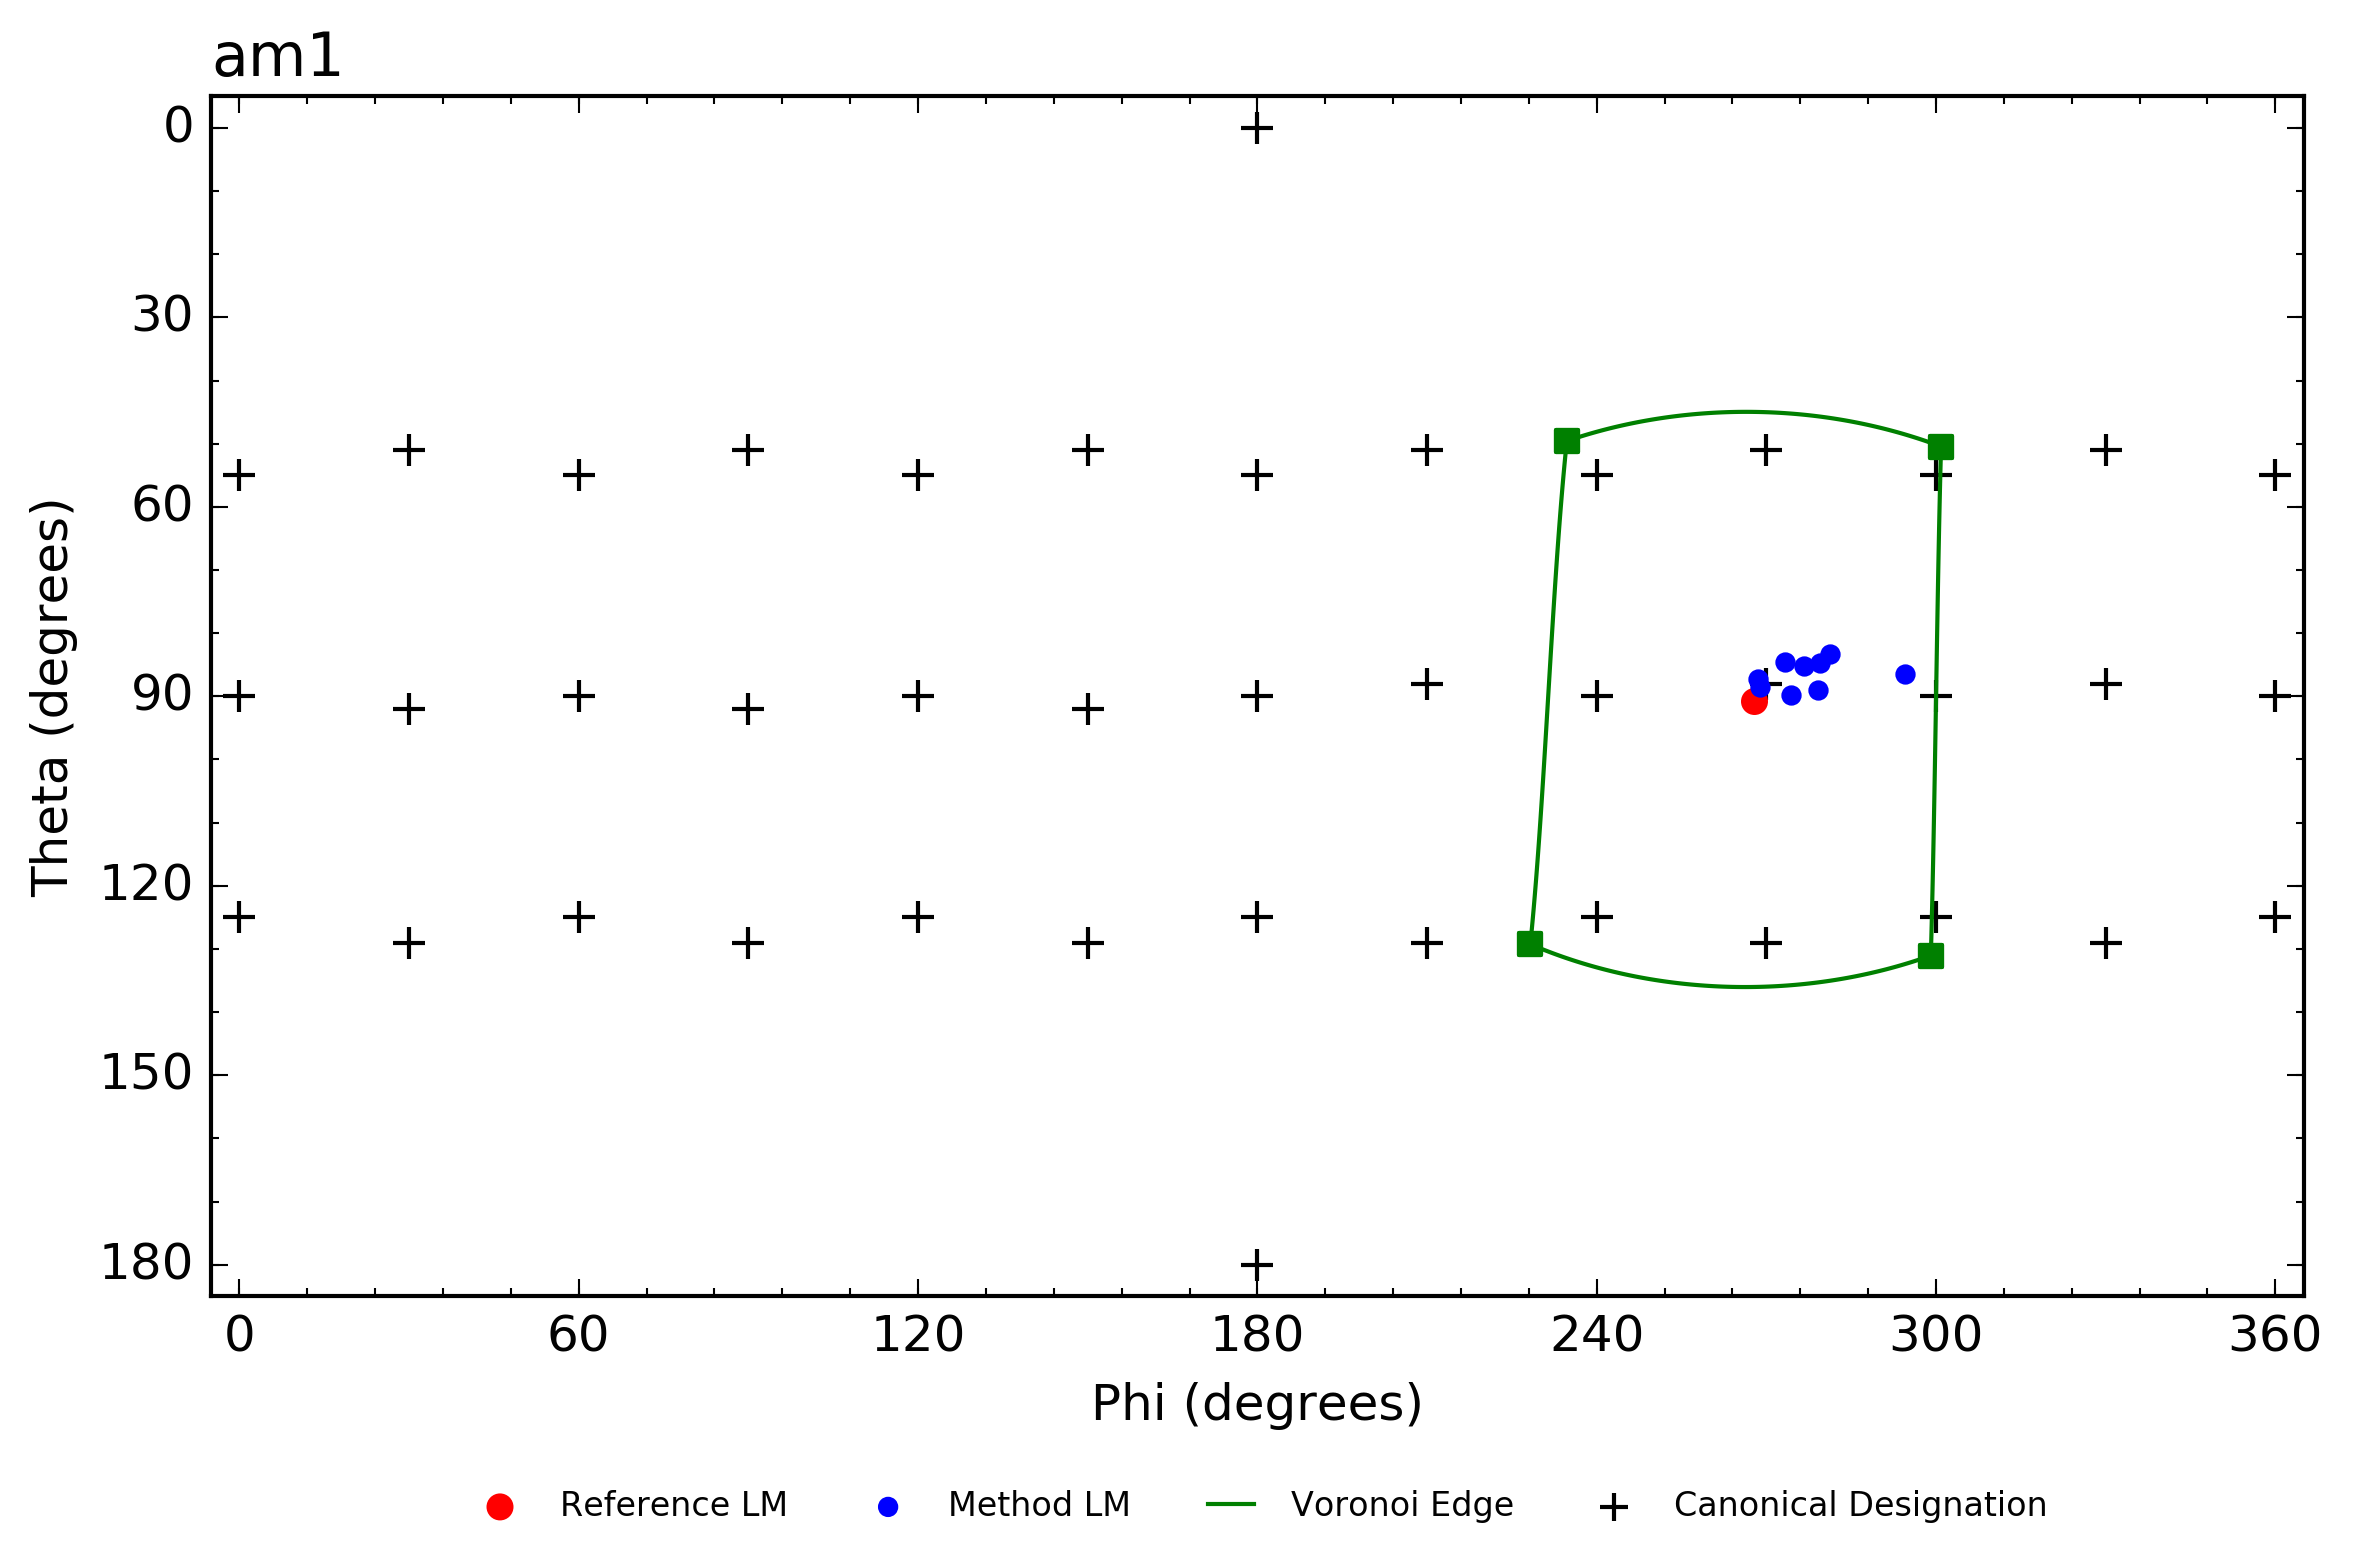 am1
0
30
60
90
120
150
180
Theta (degrees)
0 60 120 180 240 300 360
Phi (degrees)
Reference LM Method LM Voronoi Edge Canonical Designation